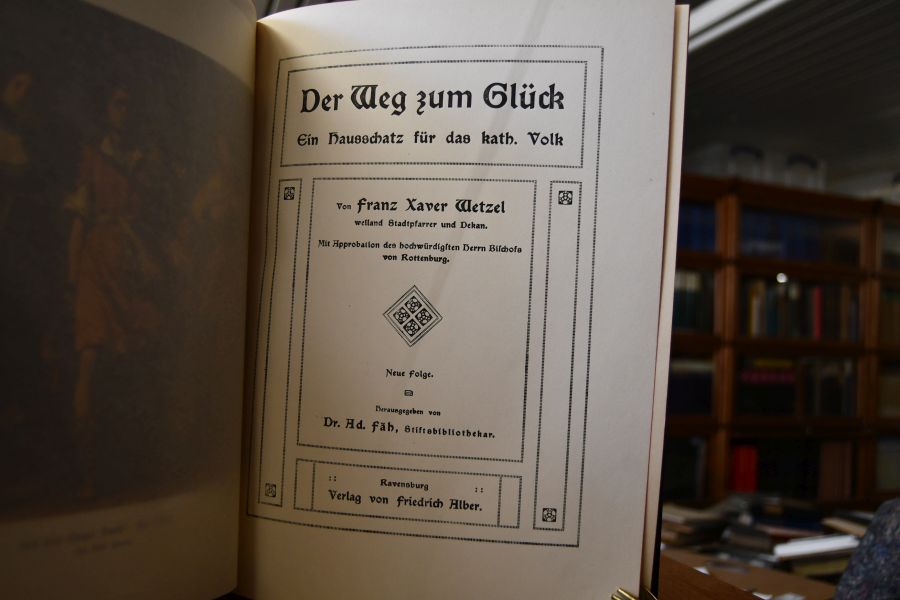 Der Weg zum Glück
Ein Hausschatz für das kath. Volk
Von Franz Xaver Wetzel
weiland Stadtpfarrer und Dekan.
Mit Approbation des hochwürdigsten Herrn Bischofs
von Rottenburg.
Neue Folge.
Herausgegeben von
Dr. Ad. Fäh, Stiftsbibliothekar.
Ravensburg
Verlag von Friedrich Alber.